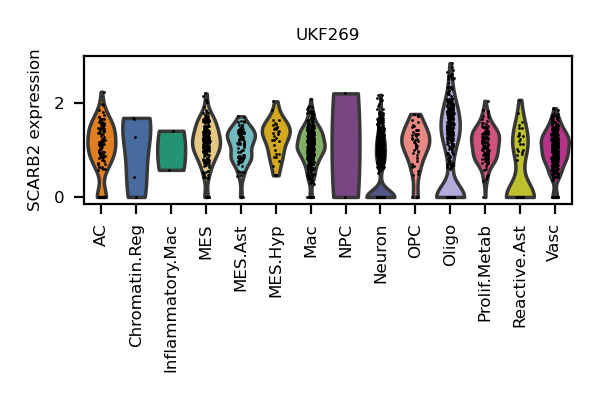 UKF269
SCARB2 expression
2
0
AC
Chromatin.Reg
Inflammatory.Mac
MES
MES.Ast
MES.Hyp
Mac
NPC
Neuron
OPC
Oligo
Prolif.Metab
Reactive.Ast
Vasc